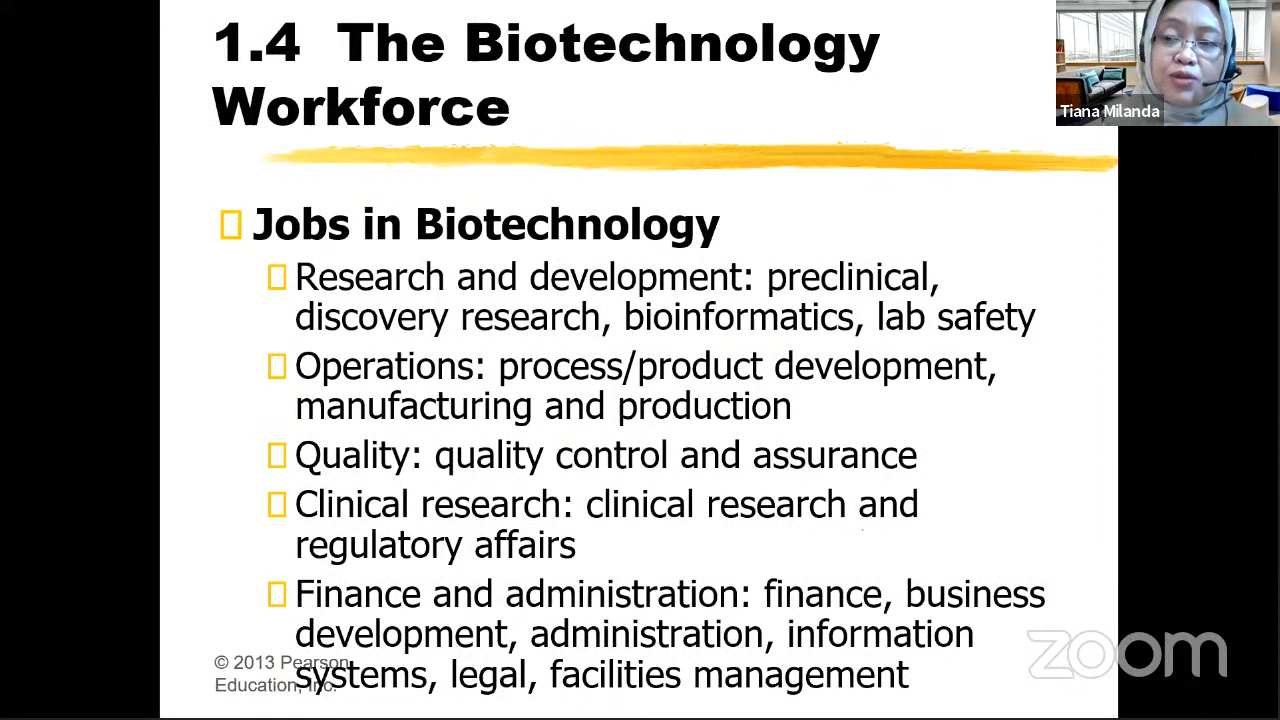 1.4 The Biotechnology
Workforce
Tiana Milanda
Jobs in Biotechnology
Research and development: preclinical,
discovery research, bioinformatics, lab safety
Operations: process/product development,
manufacturing and production
Quality: quality control and assurance
Clinical research: clinical research and
regulatory affairs
Finance and administration: finance, business
development, administration, information
systems, legal, facilities management
© 2013 Pearson
Education, Inc.
zoom